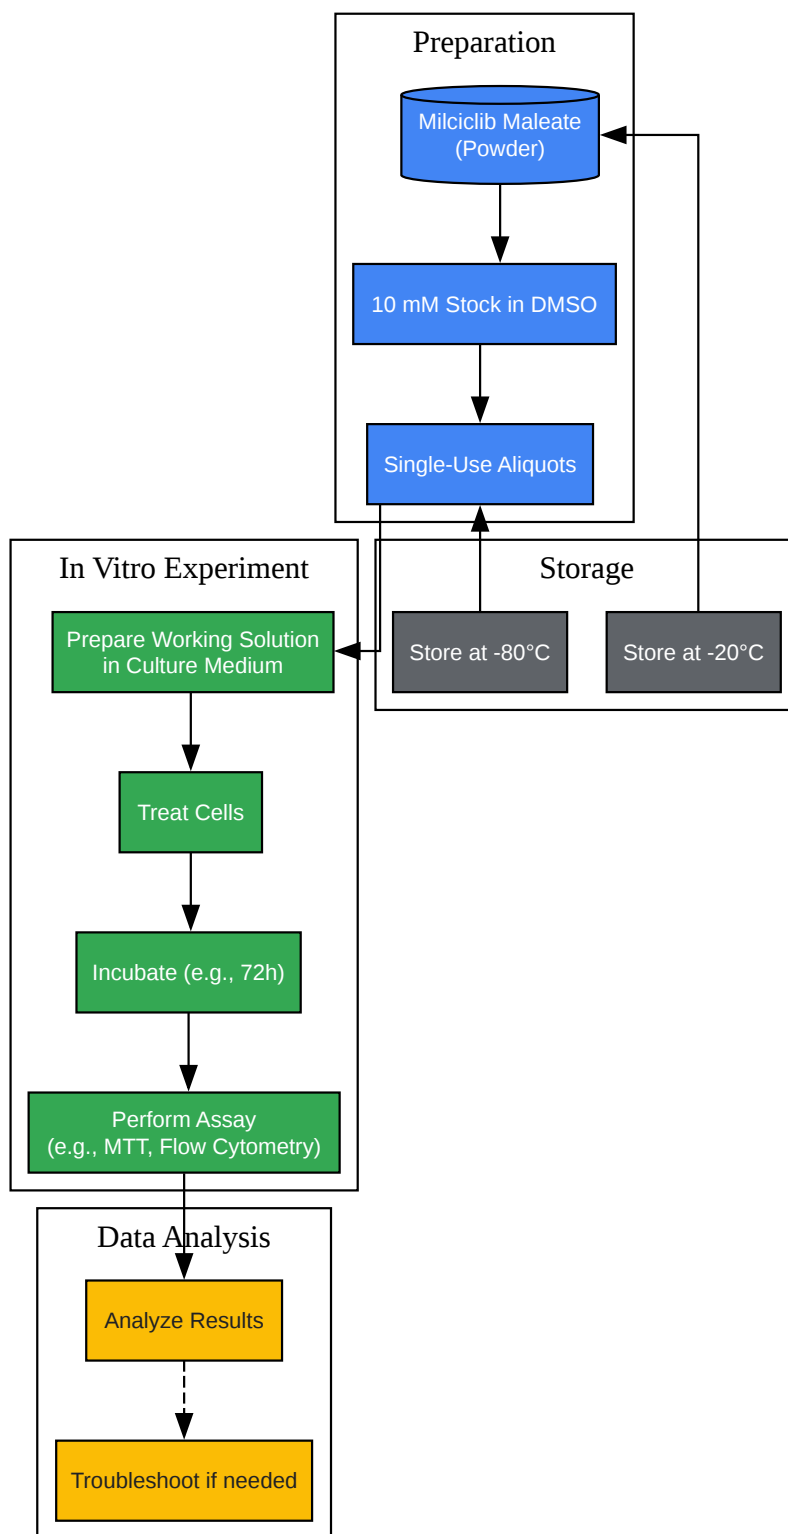 Preparation
Milciclib Maleate
(Powder)
10 mM Stock in DMSO
Single-Use Aliquots
In Vitro Experiment
Storage
Prepare Working Solution
in Culture Medium
Store at -80°C
Store at -20°C
Treat Cells
Incubate (e.g., 72h)
Perform Assay
(e.g., MTT, Flow Cytometry)
Data Analysis
Analyze Results
Troubleshoot if needed